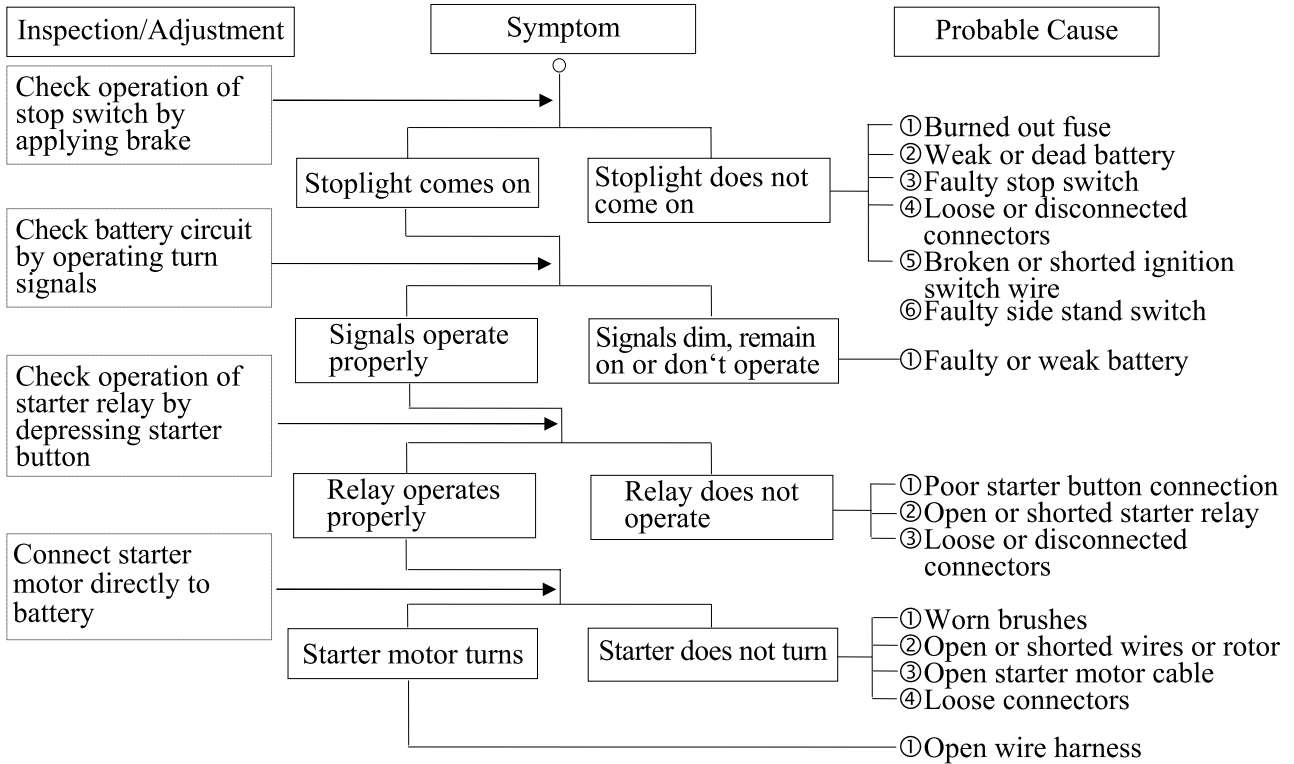 Inspection/Adjustment
Symptom
Probable Cause
Check operation of
stop switch by
applying brake
Stoplight comes on
Stoplight does not
come on
①Burned out fuse
②Weak or dead battery
③Faulty stop switch
④Loose or disconnected
connectors
⑤Broken or shorted ignition
switch wire
⑥Faulty side stand switch
Check battery circuit
by operating turn
signals
Signals operate
properly
Signals dim, remain
on or don‘t operate
①Faulty or weak battery
Check operation of
starter relay by
depressing starter
button
Relay operates
properly
Relay does not
operate
①Poor starter button connection
②Open or shorted starter relay
③Loose or disconnected
connectors
Connect starter
motor directly to
battery
Starter motor turns
Starter does not turn
①Worn brushes
②Open or shorted wires or rotor
③Open starter motor cable
④Loose connectors
①Open wire harness